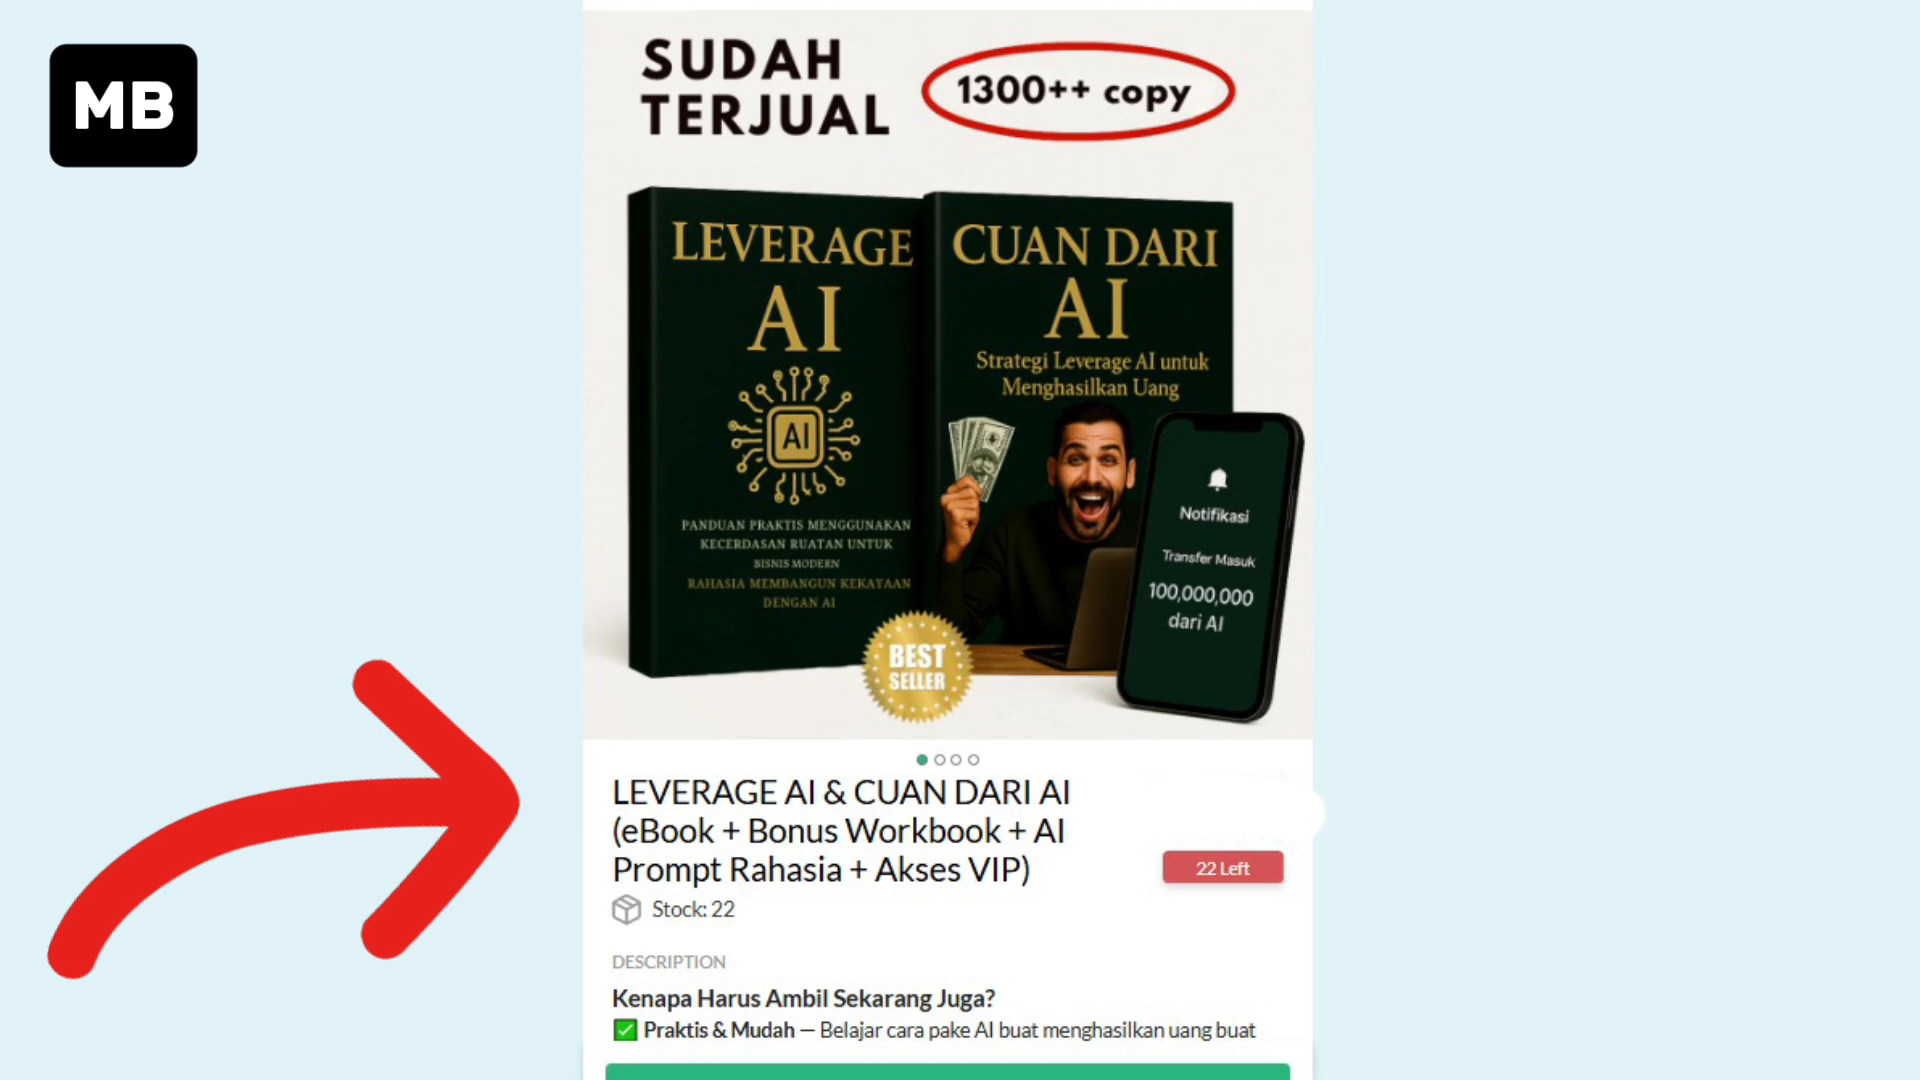 MB
SUDAH
TERJUAL
1300++ copy
LEVERAGE
AI
AI
PANDUAN PRAKTIS MENGGUNAKAN
KECERDASAN RUATAN UNTUK
BISNIS MODERN
RAHASIA MEMBANGUN KEKAYAAN
DENGAN AI
CUAN DARI
AI
Strategi Leverage AI untuk
Menghasilkan Uang
Notifikasi
Transfer Masuk
100,000,000
dari AI
BEST
SELLER
LEVERAGE AI & CUAN DARI AI
(eBook + Bonus Workbook + AI
Prompt Rahasia + Akses VIP)
22 Left
Stock: 22
DESCRIPTION
Kenapa Harus Ambil Sekarang Juga?
✅ Praktis & Mudah — Belajar cara pake AI buat menghasilkan uang buat